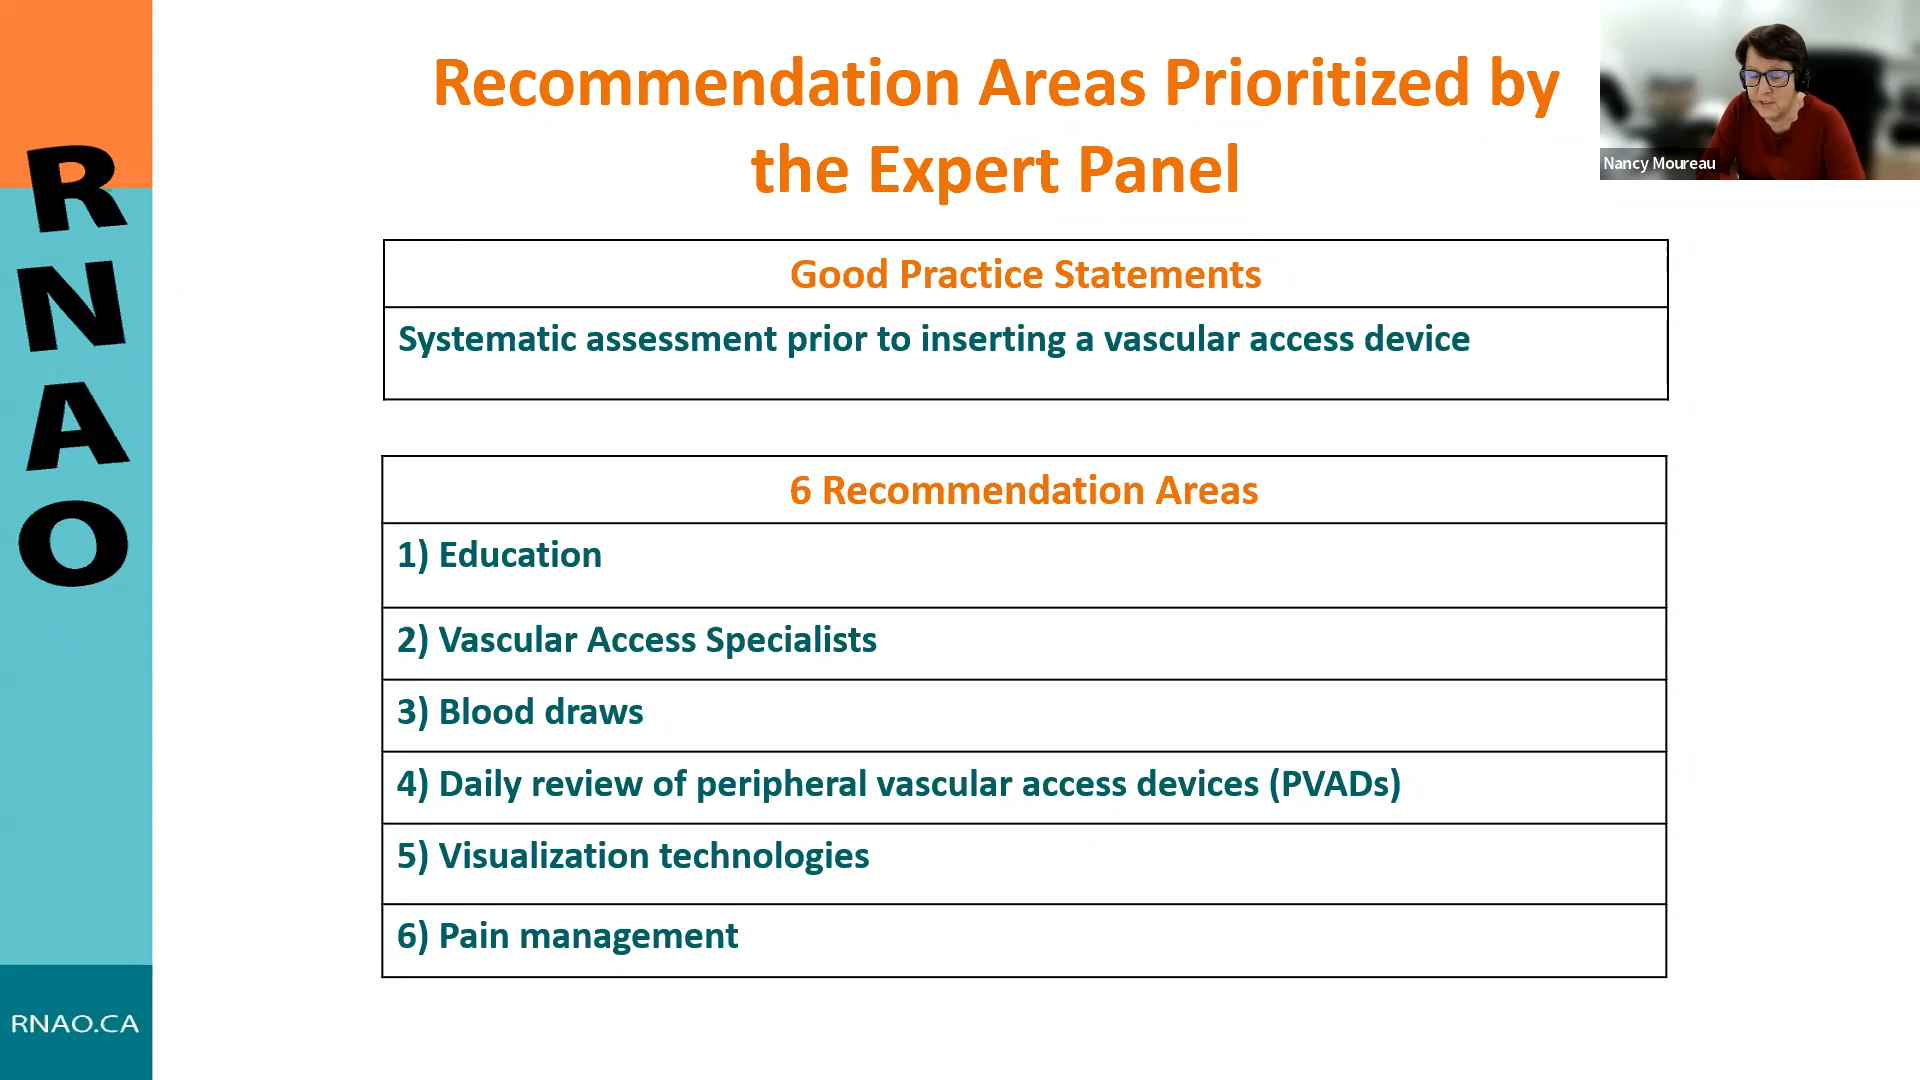 RNAO
Recommendation Areas Prioritized by
the Expert Panel
Nancy Moureau
Good Practice Statements
Systematic assessment prior to inserting a vascular access device
6 Recommendation Areas
1) Education
2) Vascular Access Specialists
3) Blood draws
4) Daily review of peripheral vascular access devices (PVADs)
5) Visualization technologies
6) Pain management
RNAO.CA